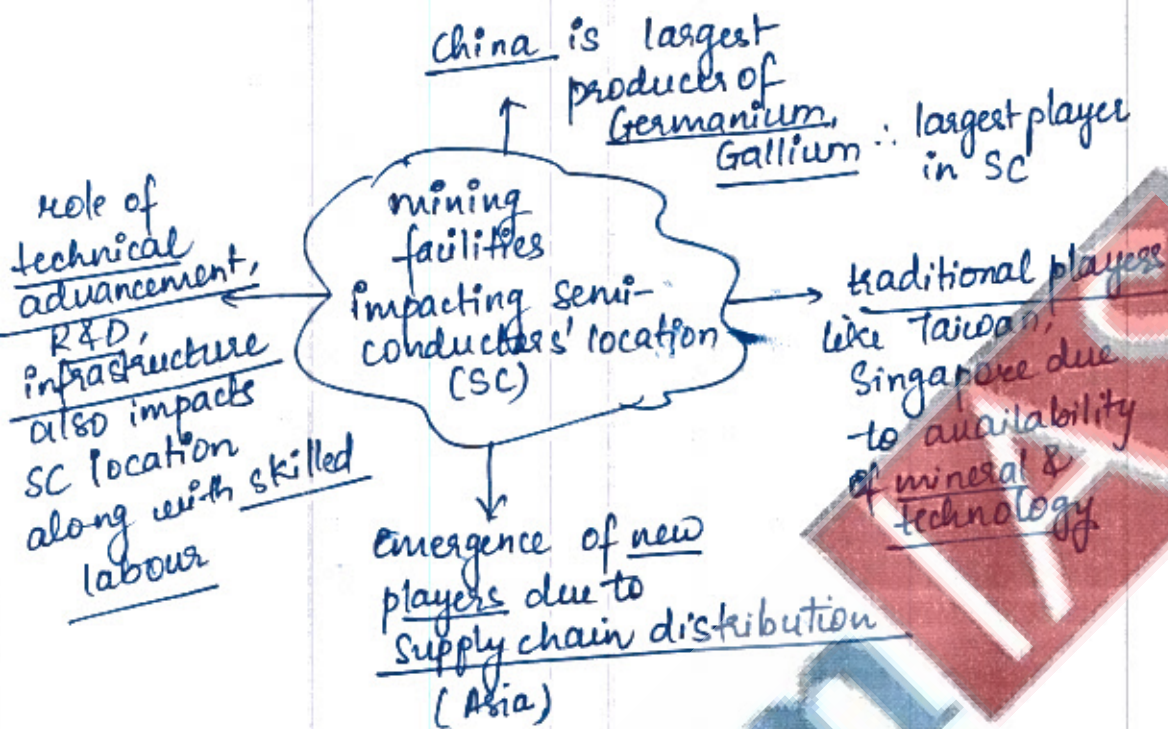 China is largest
producers of
Germanium,
Gallium ∴ largest player
in SC
mining
facilities
impacting semi-
conductors' location
(SC)
role of
technical
advancement,
R&D,
infrastructure
also impacts
SC location
along with skilled
labour
traditional players
like Taiwan,
Singapore due
to availability
of mineral &
technology
emergence of new
players due to
supply chain distribution
(Asia)